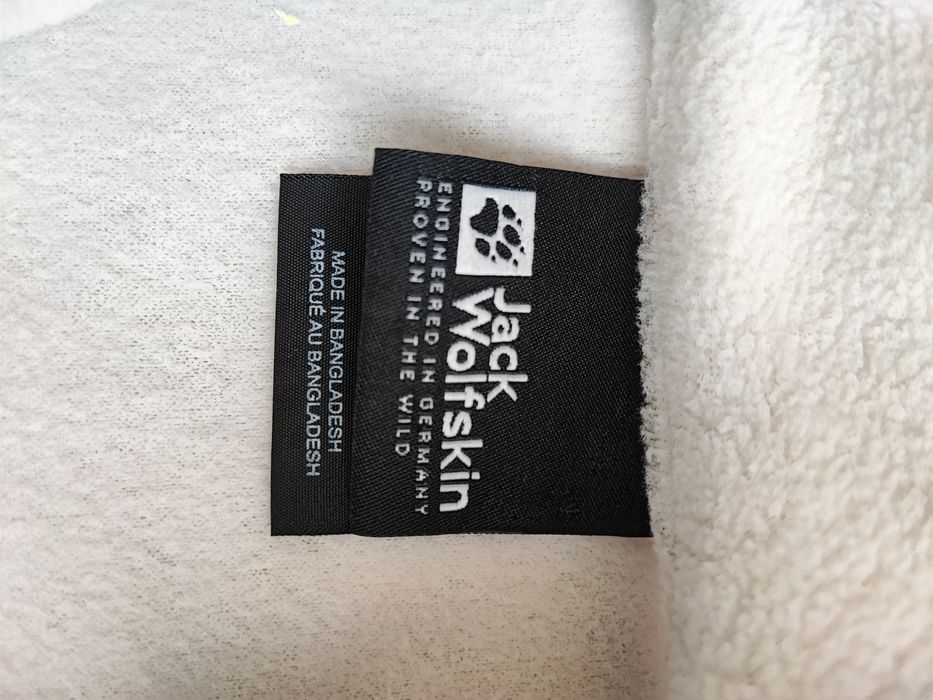 Jack
Wolfskin
ENGINEERED IN GERMANY
PROVEN IN THE WILD
MADE IN BANGLADESH
FABRIQUÉ AU BANGLADESH